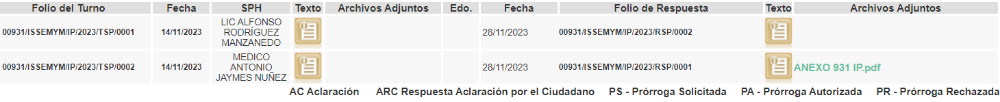 Folio del Turno Fecha SPH Texto Archivos Adjuntos Edo. Fecha Folio de Respuesta Texto Archivos Adjuntos
00931/ISSEMYM/IP/2023/TSP/0001 14/11/2023 LIC ALFONSO
RODRÍGUEZ
MANZANEDO 28/11/2023 00931/ISSEMYM/IP/2023/RSP/0002
00931/ISSEMYM/IP/2023/TSP/0002 14/11/2023 MEDICO
ANTONIO
JAYMES NUÑEZ 28/11/2023 00931/ISSEMYM/IP/2023/RSP/0001 ANEXO 931 IP.pdf
AC Aclaración ARC Respuesta Aclaración por el Ciudadano PS - Prórroga Solicitada PA - Prórroga Autorizada PR - Prórroga Rechazada